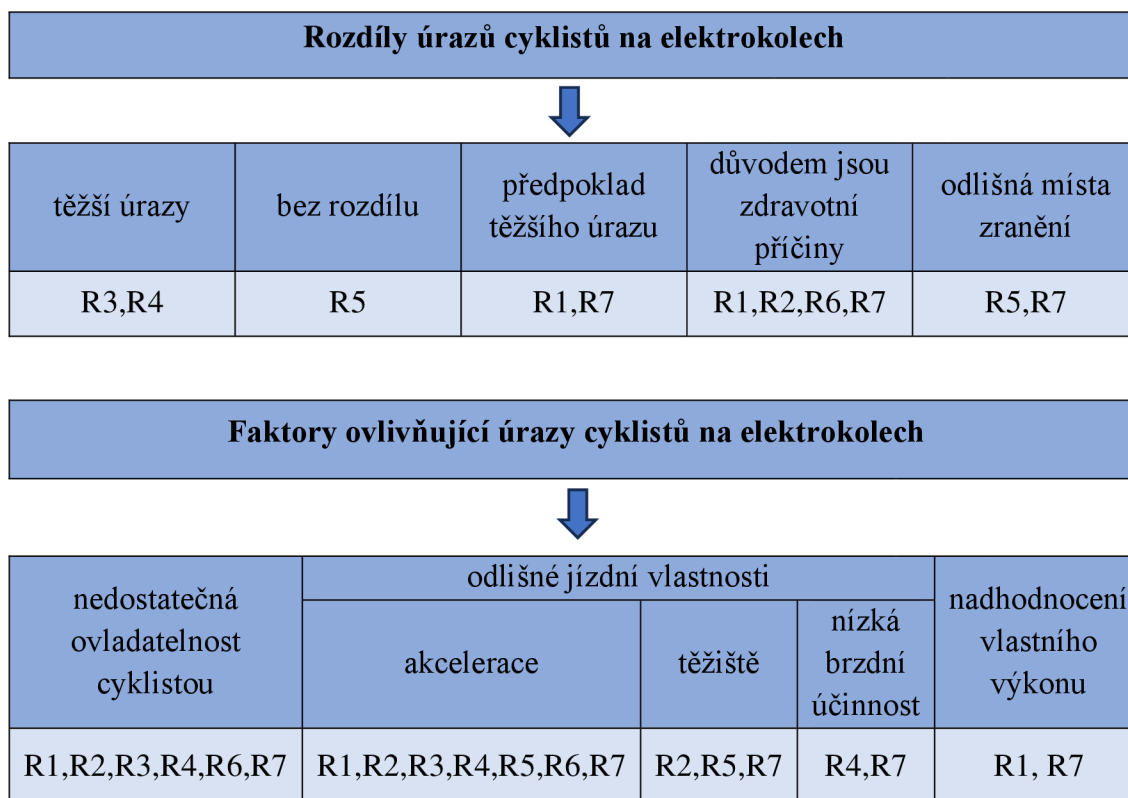 Rozdíly úrazů cyklistů na elektrokolech
těžší úrazy
bez rozdílu
předpoklad
těžšího úrazu
důvodem jsou
zdravotní
příčiny
odlišná místa
zranění
R3,R4
R5
R1,R7
R1,R2,R6,R7
R5,R7
Faktory ovlivňující úrazy cyklistů na elektrokolech
nedostatečná
ovladatelnost
cyklistou
odlišné jízdní vlastnosti
akcelerace
těžiště
nízká
brzdní
účinnost
nadhodnocení
vlastního
výkonu
R1,R2,R3,R4,R6,R7
R1,R2,R3,R4,R5,R6,R7
R2,R5,R7
R4,R7
R1, R7